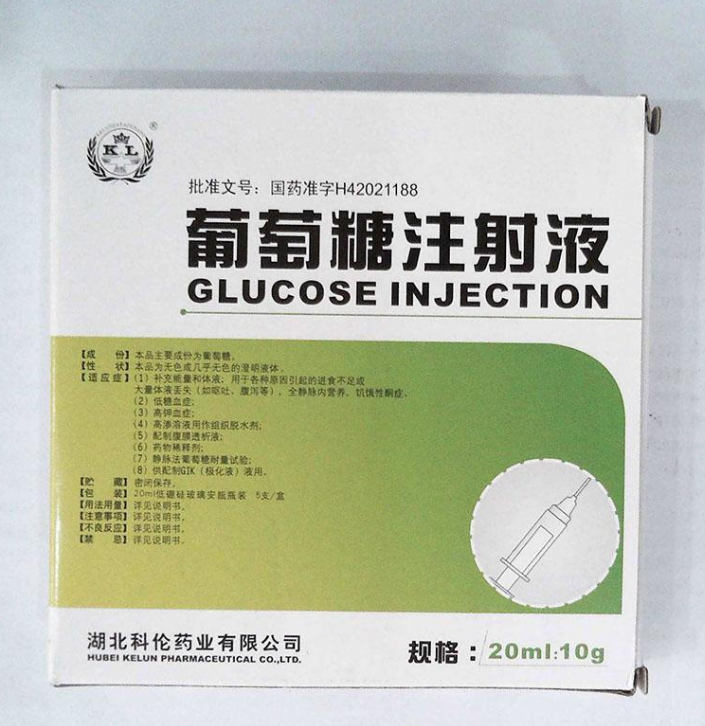 KL
®
批准文号：国药准字H42021188
葡萄糖注射液
GLUCOSE INJECTION
【成 份】本品主要成份为葡萄糖。
【性 状】本品为无色或几乎无色的澄明液体。
【适应症】（1）补充能量和体液；用于各种原因引起的进食不足或
大量体液丢失（如呕吐、腹泻等），全静脉内营养，饥饿性酮症。
（2）低糖血症；
（3）高钾血症；
（4）高渗溶液用作组织脱水剂；
（5）配制腹膜透析液；
（6）药物稀释剂；
（7）静脉法葡萄糖耐量试验；
（8）供配制GIK（极化液）液用。
【贮 藏】密闭保存。
【包 装】20ml低硼硅玻璃安瓿瓶装 5支/盒
【用法用量】详见说明书。
【注意事项】详见说明书。
【不良反应】详见说明书。
【禁 忌】详见说明书。
湖北科伦药业有限公司
HUBEI KELUN PHARMACEUTICAL CO.,LTD.
规格：20ml:10g